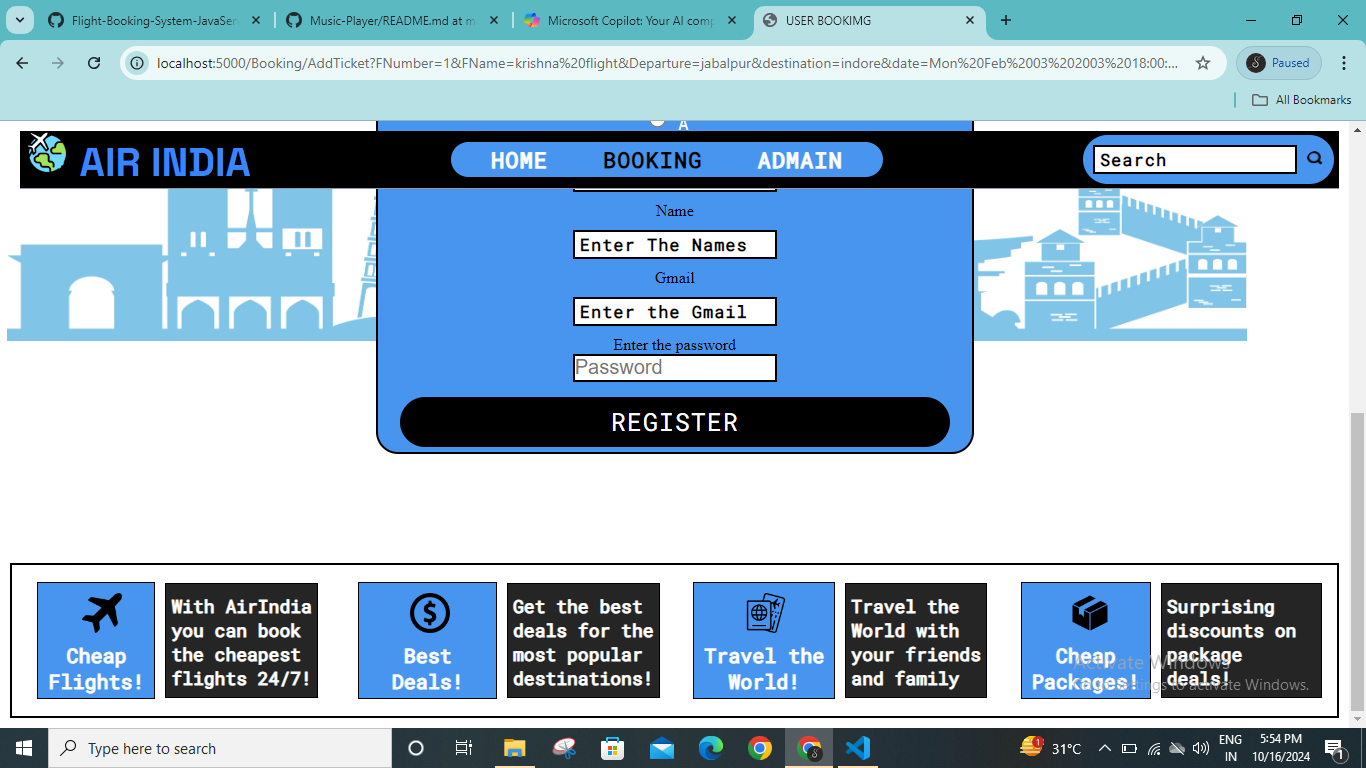 Flight-Booking-System-JavaSer
Music-Player/README.md at m
Microsoft Copilot: Your AI comp
USER BOOKIMG
localhost:5000/Booking/AddTicket?FNumber=1&FName=krishna%20flight&Departure=jabalpur&destination=indore&date=Mon%20Feb%2003%202003%2018:00:...
Paused
All Bookmarks
A
AIR INDIA
HOME
BOOKING
ADMAIN
Search
Name
Enter The Names
Gmail
Enter the Gmail
Enter the password
Password
REGISTER
Cheap
Flights!
With AirIndia
you can book
the cheapest
flights 24/7!
Best
Deals!
Get the best
deals for the
most popular
destinations!
Travel the
World!
Travel the
World with
your friends
and family
Cheap
Packages!
Surprising
discounts on
package
deals!
Activate Windows
Go to Settings to activate Windows.
Type here to search
1
31°C
ENG
IN
5:54 PM
10/16/2024
1